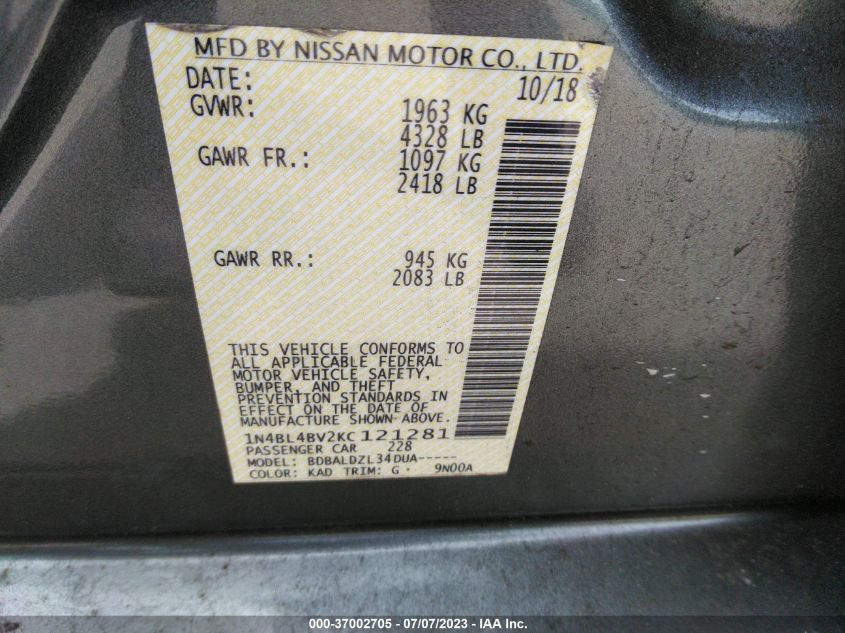 MFD BY NISSAN MOTOR CO., LTD.
DATE: 10/18
GVWR: 1963 KG
4328 LB
GAWR FR.: 1097 KG
2418 LB
GAWR RR.: 945 KG
2083 LB
THIS VEHICLE CONFORMS TO
ALL APPLICABLE FEDERAL
MOTOR VEHICLE SAFETY,
BUMPER, AND THEFT
PREVENTION STANDARDS IN
EFFECT ON THE DATE OF
MANUFACTURE SHOWN ABOVE.
1N4BL4BV2KC121281
PASSENGER CAR 228
MODEL: BDBALDZL34DUA-----
COLOR: KAD TRIM: G 9N00A
000-37002705 - 07/07/2023 - IAA Inc.